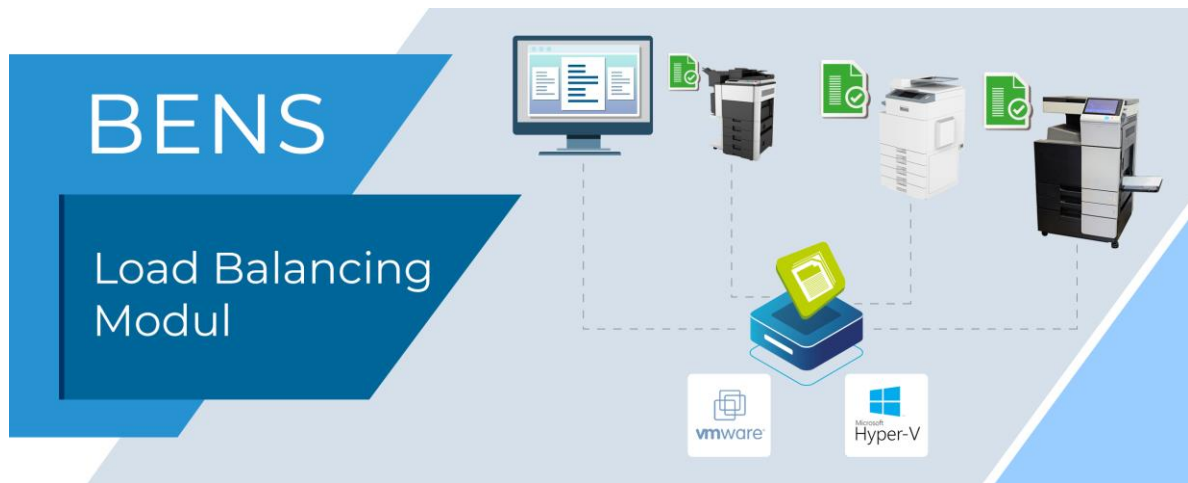 BENS
Load Balancing
Modul
vmware
Microsoft
Hyper-V